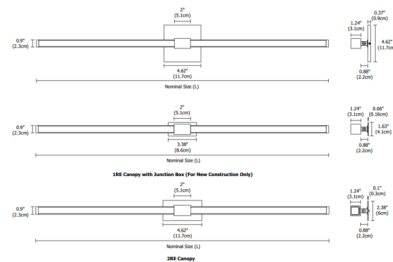 2"
(5.1cm)
0.9"
(2.3cm)
4.62"
(11.7cm)
Nominal Size (L)
0.37"
(0.9cm)
1.24"
(3.1cm)
4.62"
(11.7cm)
0.88"
(2.2cm)
2"
(5.1cm)
0.9"
(2.3cm)
3.38"
(8.6cm)
Nominal Size (L)
1.24"
(3.1cm)
0.06"
(0.16cm)
1.63"
(4.1cm)
0.88"
(2.2cm)
1RE Canopy with Junction Box (For New Construction Only)
2"
(5.1cm)
0.9"
(2.3cm)
4.62"
(11.7cm)
Nominal Size (L)
1.24"
(3.1cm)
0.1"
(0.3cm)
2.38"
(6cm)
0.88"
(2.2cm)
2RE Canopy